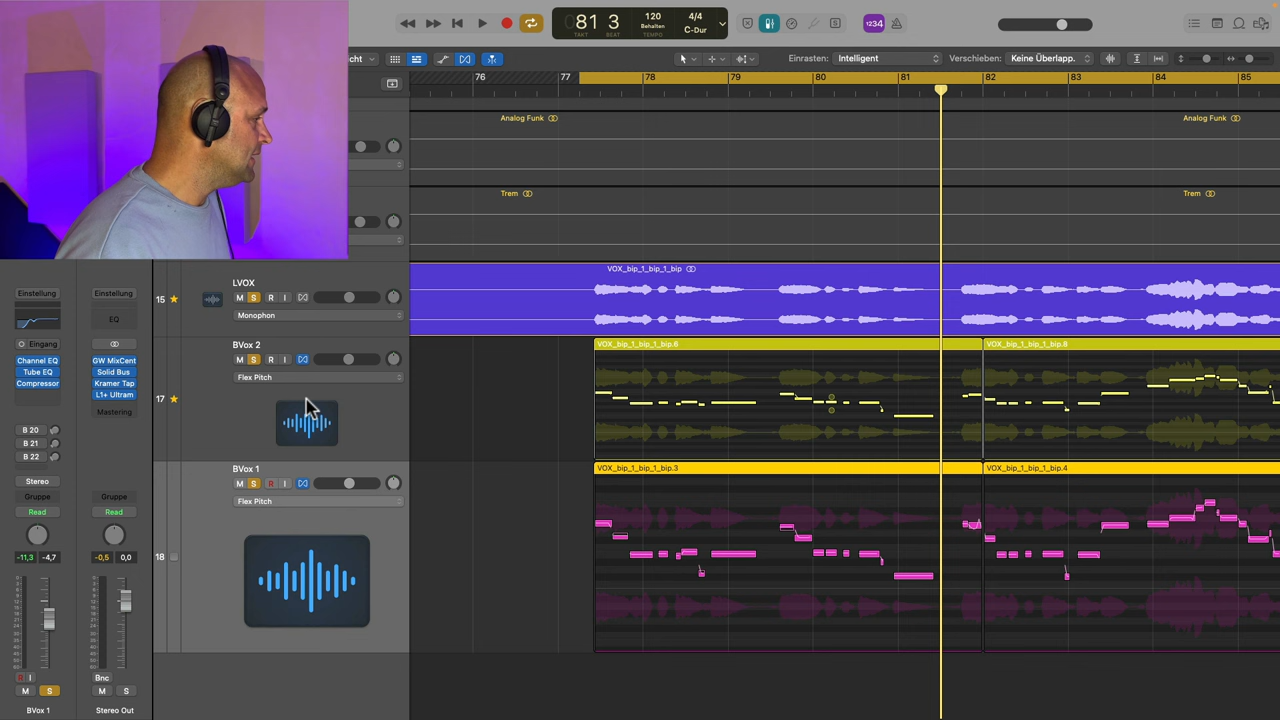 81 3
TAKT BEAT
120
Behalten
TEMPO
4/4
C-Dur
1234
icht
Einrasten: Intelligent
Verschieben: Keine Überlapp.
76 77 78 79 80 81 82 83 84 85
Analog Funk
Analog Funk
Trem
Trem
15
LVOX
M S R I
Monophon
VOX_bip_1_bip_1_bip
17
BVox 2
M S R I
Flex Pitch
VOX_bip_1_bip_1_bip.6
VOX_bip_1_bip_1_bip.8
18
BVox 1
M S R I
Flex Pitch
VOX_bip_1_bip_1_bip.3
VOX_bip_1_bip_1_bip.4
Einstellung Einstellung
EQ
Eingang
Channel EQ GW MixCent
Tube EQ Solid Bus
Compressor Kramer Tap
L1+ Ultram
Mastering
B 20
B 21
B 22
Stereo
Gruppe Gruppe
Read Read
-11,3 -4,7 -0,5 0,0
R I Bnc
M S M S
BVox 1 Stereo Out